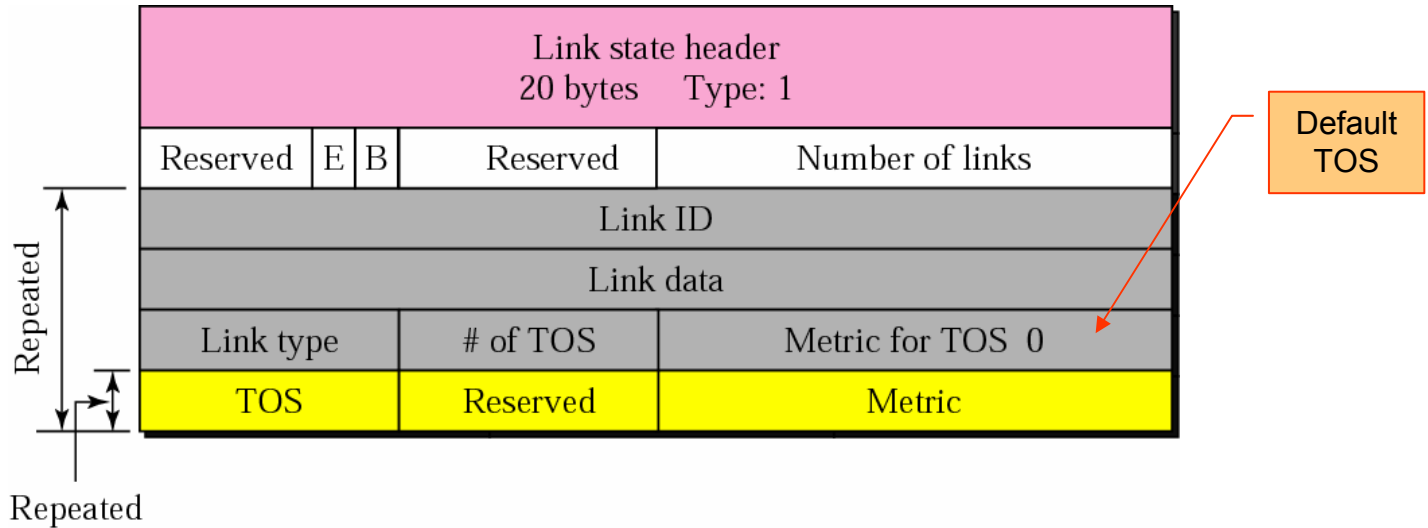 Link state header
20 bytes Type: 1
Default
TOS
Reserved E B Reserved Number of links
Link ID
Link data
Link type # of TOS Metric for TOS 0
TOS Reserved Metric
Repeated
Repeated